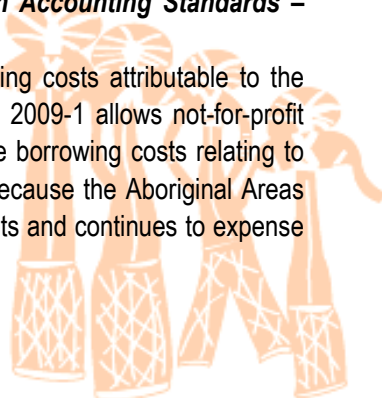 Accounting Standards –
ing costs attributable to the
2009-1 allows not-for-profit
e borrowing costs relating to
ecause the Aboriginal Areas
ts and continues to expense